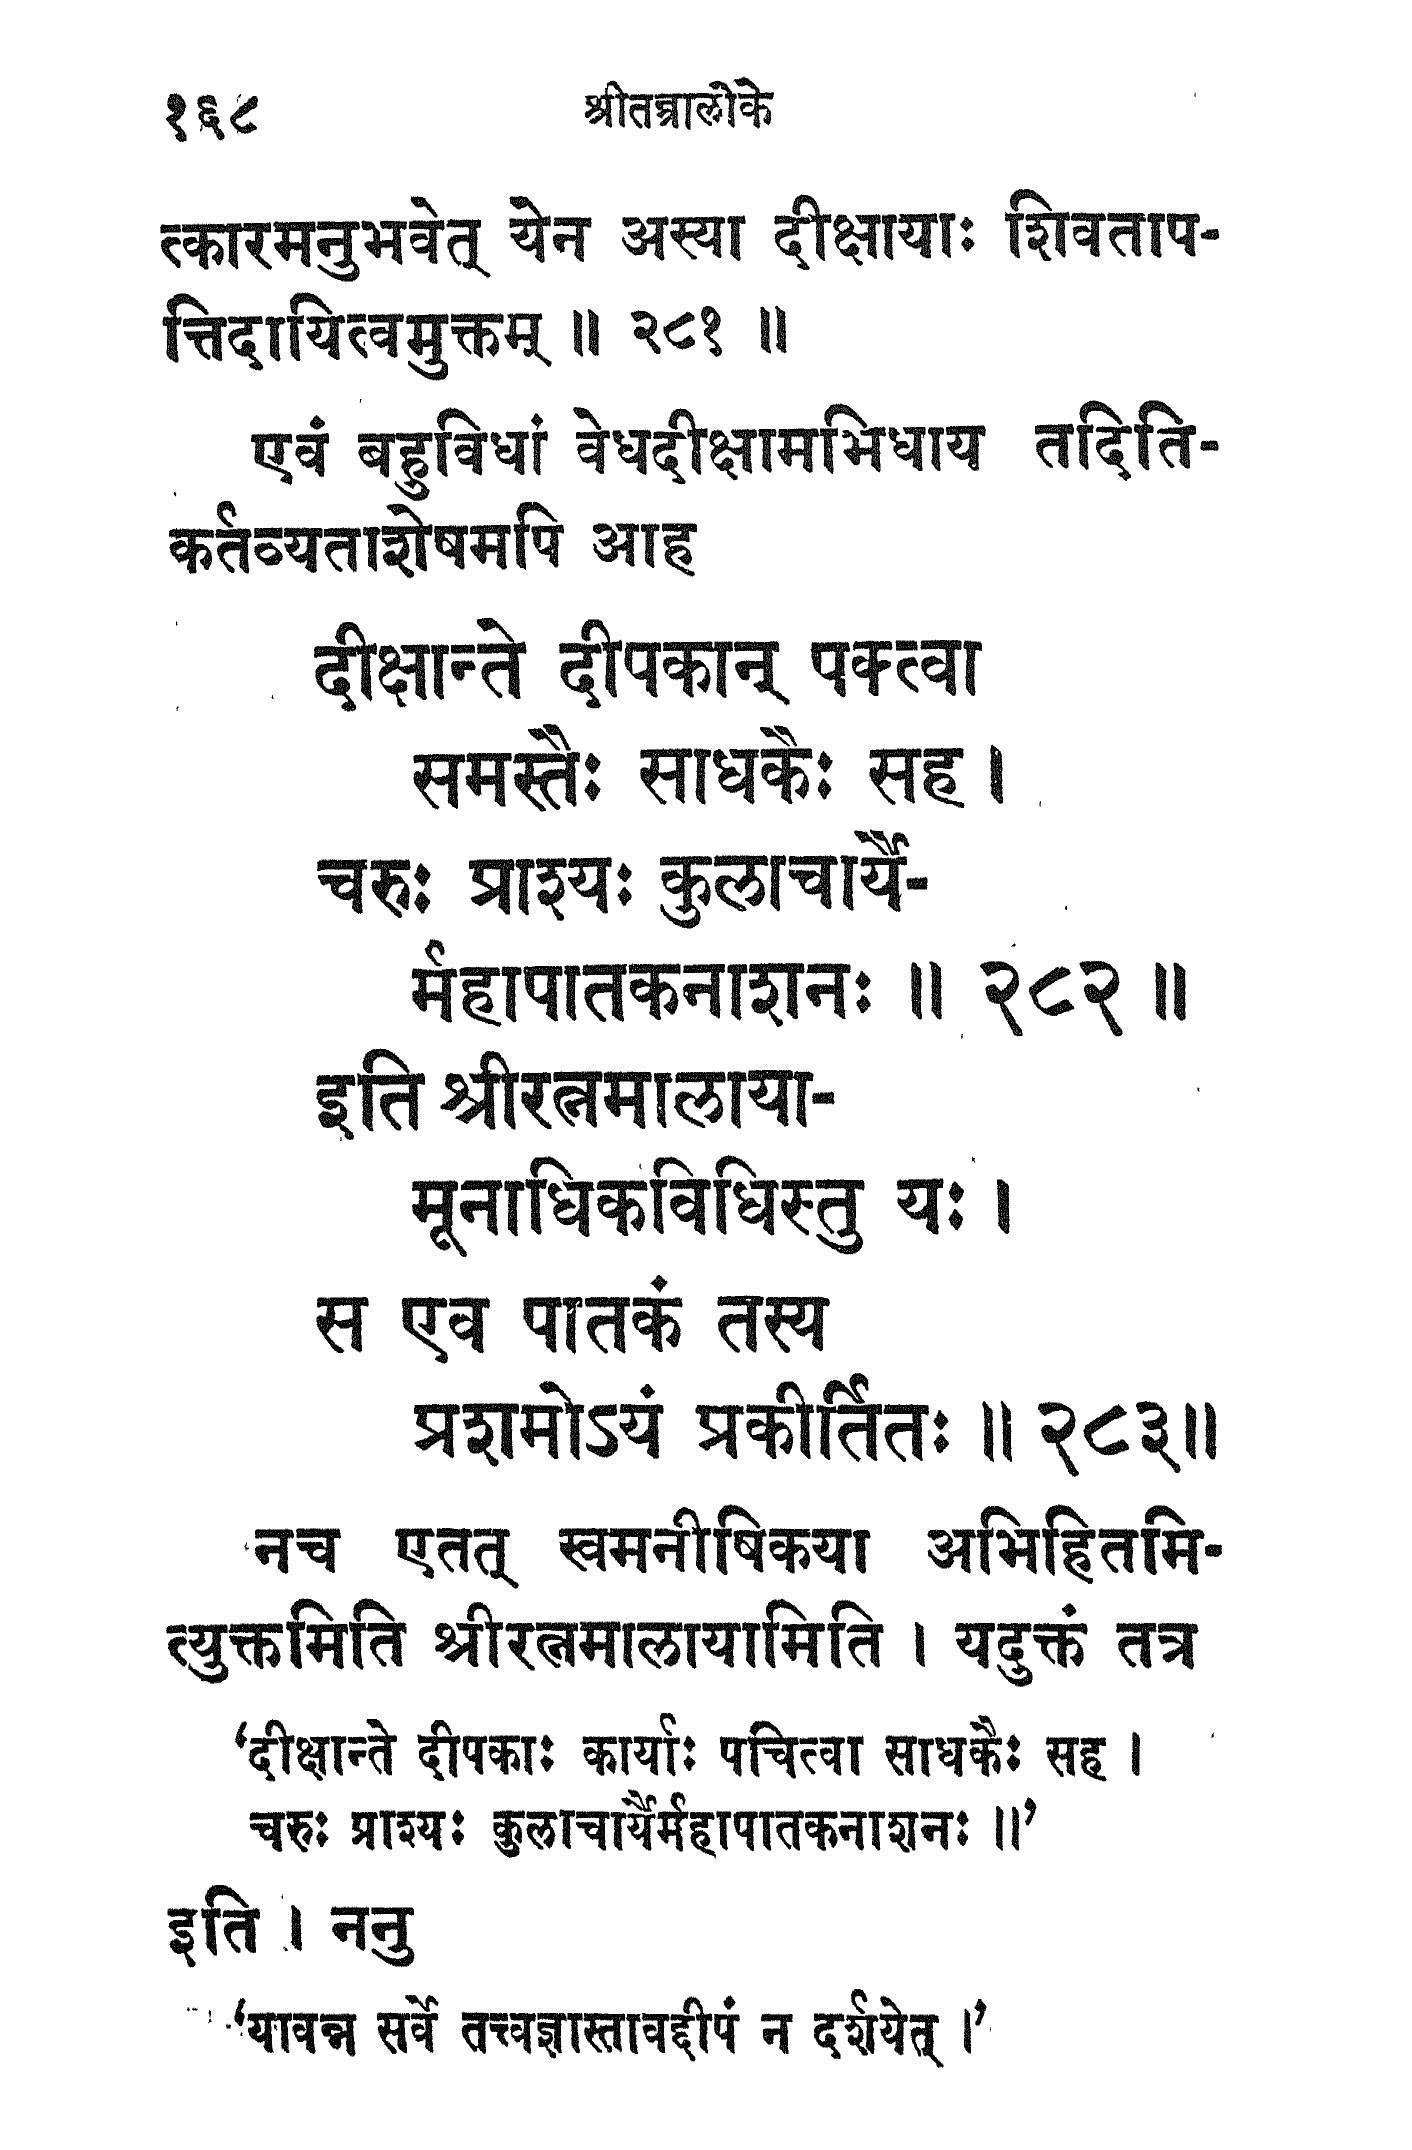 १६८ श्रीतन्त्रालोके
त्कारमनुभवेत् येन अस्या दीक्षायाः शिवताप-
त्तिदायित्वमुक्तम् ॥ २८१ ॥
एवं बहुविधां वेधदीक्षामभिधाय तदिति-
कर्तव्यताशेषमपि आह
दीक्षान्ते दीपकान् पक्त्वा
समस्तैः साधकैः सह ।
चरुः प्राश्यः कुलाचार्यै-
र्महापातकनाशनः ॥ २८२ ॥
इति श्रीरत्नमालाया-
मूनाधिकविधिस्तु यः ।
स एव पातकं तस्य
प्रशमोऽयं प्रकीर्तितः ॥ २८३॥
नच एतत् स्वमनीषिकया अभिहितमि-
त्युक्तमिति श्रीरत्नमालायामिति । यदुक्तं तत्र
‘दीक्षान्ते दीपकाः कार्याः पचित्वा साधकैः सह ।
चरुः प्राश्यः कुलाचार्यैर्महापातकनाशनः ॥’
इति । ननु
‘यावन्न सर्वे तत्त्वज्ञास्तावद्दीपं न दर्शयेत् ।’